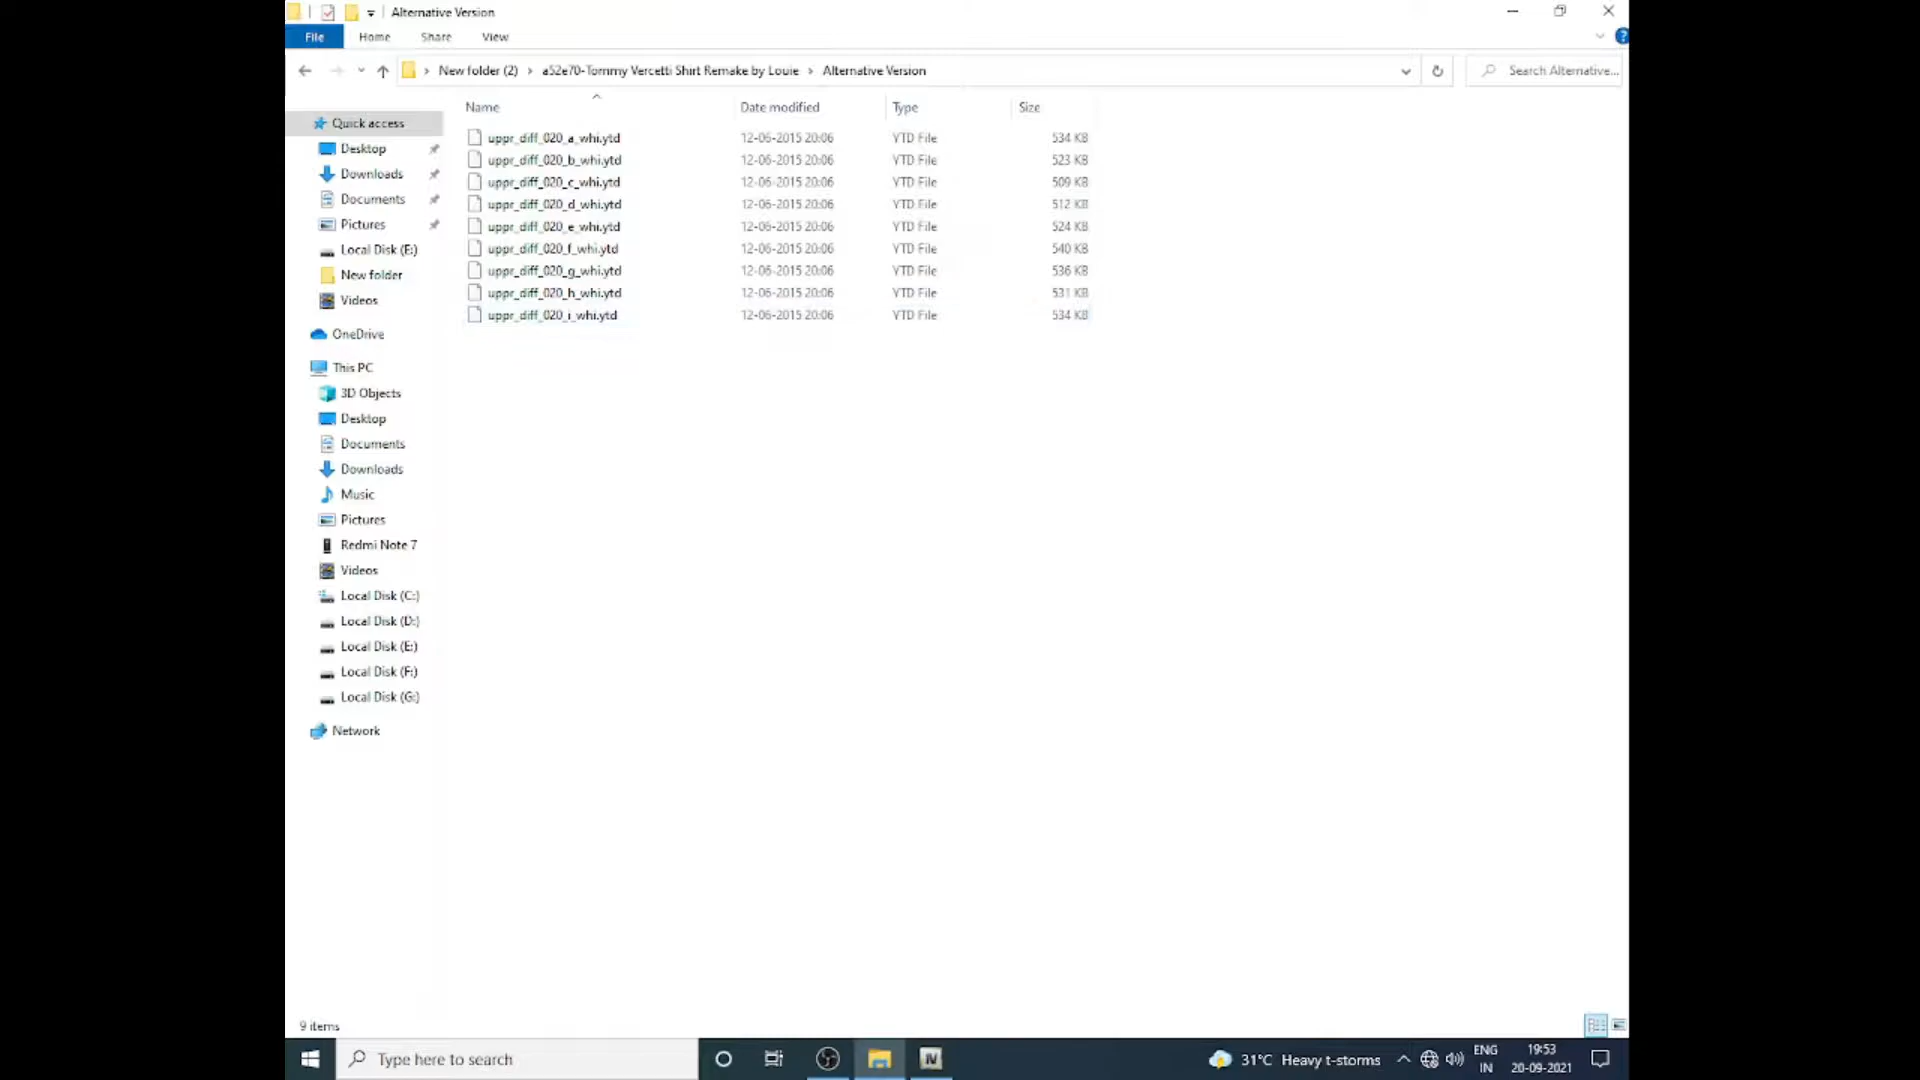 Alternative Version
File Home Share View
New folder (2) › a52e70-Tommy Vercetti Shirt Remake by Louie › Alternative Version
Search Alternative...
Name Date modified Type Size
Quick access
Desktop
Downloads
Documents
Pictures
Local Disk (E:)
New folder
Videos
OneDrive
This PC
3D Objects
Desktop
Documents
Downloads
Music
Pictures
Redmi Note 7
Videos
Local Disk (C:)
Local Disk (D:)
Local Disk (E:)
Local Disk (F:)
Local Disk (G:)
Network
uppr_diff_020_a_whi.ytd 12-06-2015 20:06 YTD File 534 KB
uppr_diff_020_b_whi.ytd 12-06-2015 20:06 YTD File 523 KB
uppr_diff_020_c_whi.ytd 12-06-2015 20:06 YTD File 509 KB
uppr_diff_020_d_whi.ytd 12-06-2015 20:06 YTD File 512 KB
uppr_diff_020_e_whi.ytd 12-06-2015 20:06 YTD File 524 KB
uppr_diff_020_f_whi.ytd 12-06-2015 20:06 YTD File 540 KB
uppr_diff_020_g_whi.ytd 12-06-2015 20:06 YTD File 536 KB
uppr_diff_020_h_whi.ytd 12-06-2015 20:06 YTD File 531 KB
uppr_diff_020_i_whi.ytd 12-06-2015 20:06 YTD File 534 KB
9 items
Type here to search
31°C Heavy t-storms
ENG
IN
19:53
20-09-2021